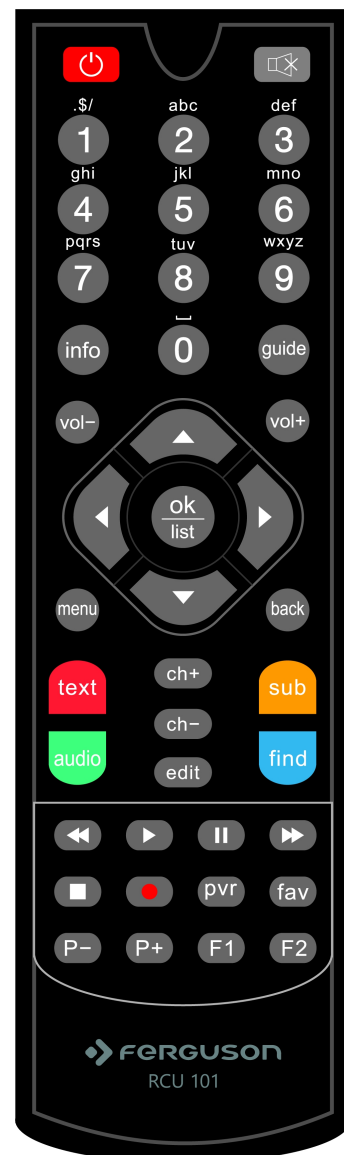 .$/ abc def
1 2 3
ghi jkl mno
4 5 6
pqrs tuv wxyz
7 8 9
info 0 guide
vol− vol+
ok
list
menu back
text ch+ sub
ch−
audio edit find
pvr fav
P− P+ F1 F2
FERGUSON
RCU 101